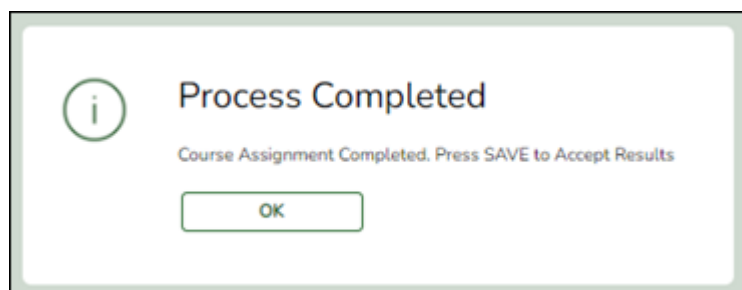 Process Completed
Course Assignment Completed. Press SAVE to Accept Results
OK